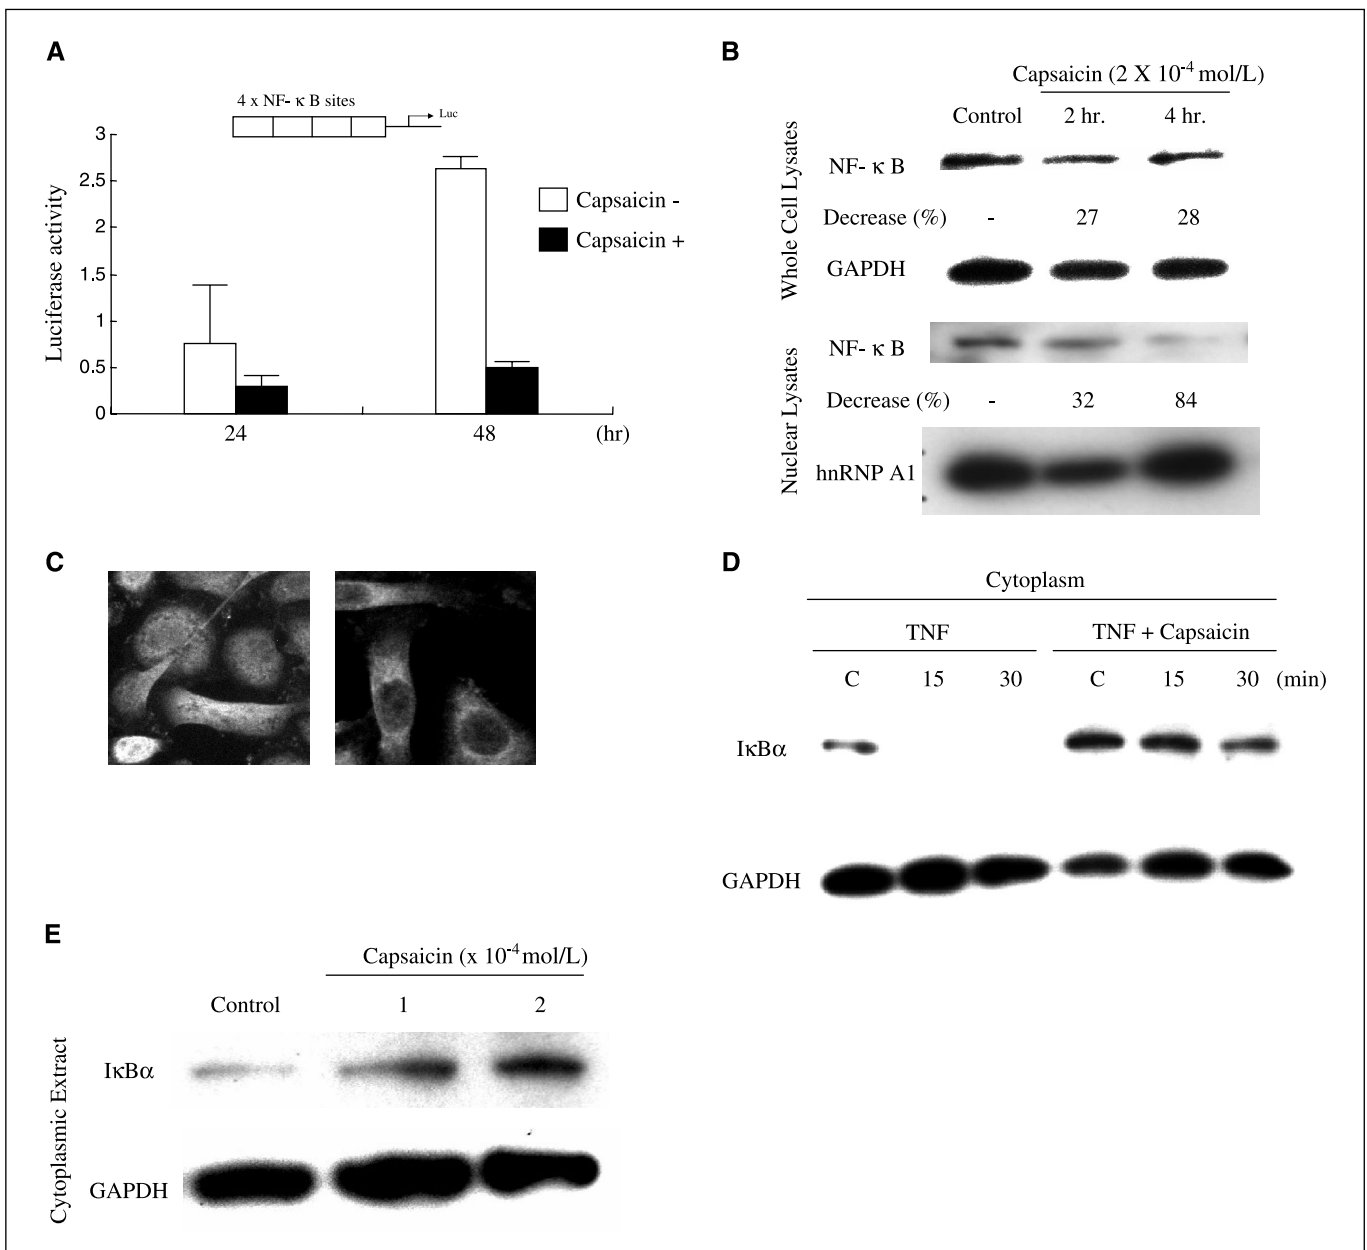 A
4 x NF- κ B sites
Luc
3
2.5
2
1.5
1
0.5
0
Luciferase activity
24
48
(hr)
Capsaicin -
Capsaicin +
B
Capsaicin (2 X 10⁻⁴ mol/L)
Control 2 hr. 4 hr.
Whole Cell Lysates
NF- κ B
Decrease (%) - 27 28
GAPDH
Nuclear Lysates
NF- κ B
Decrease (%) - 32 84
hnRNP A1
C
D
Cytoplasm
TNF TNF + Capsaicin
C 15 30 C 15 30 (min)
IκBα
GAPDH
E
Capsaicin (x 10⁻⁴ mol/L)
Control 1 2
Cytoplasmic Extract
IκBα
GAPDH